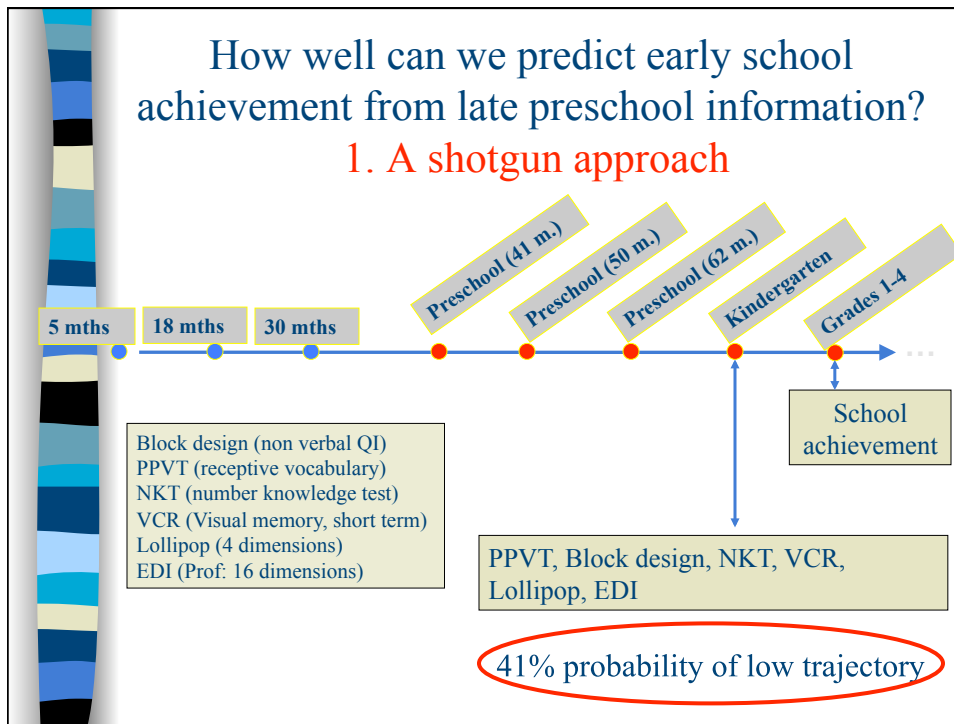 How well can we predict early school
achievement from late preschool information?
1. A shotgun approach
5 mths
18 mths
30 mths
Preschool (41 m.)
Preschool (50 m.)
Preschool (62 m.)
Kindergarten
Grades 1-4
...
School
achievement
Block design (non verbal QI)
PPVT (receptive vocabulary)
NKT (number knowledge test)
VCR (Visual memory, short term)
Lollipop (4 dimensions)
EDI (Prof: 16 dimensions)
PPVT, Block design, NKT, VCR,
Lollipop, EDI
41% probability of low trajectory